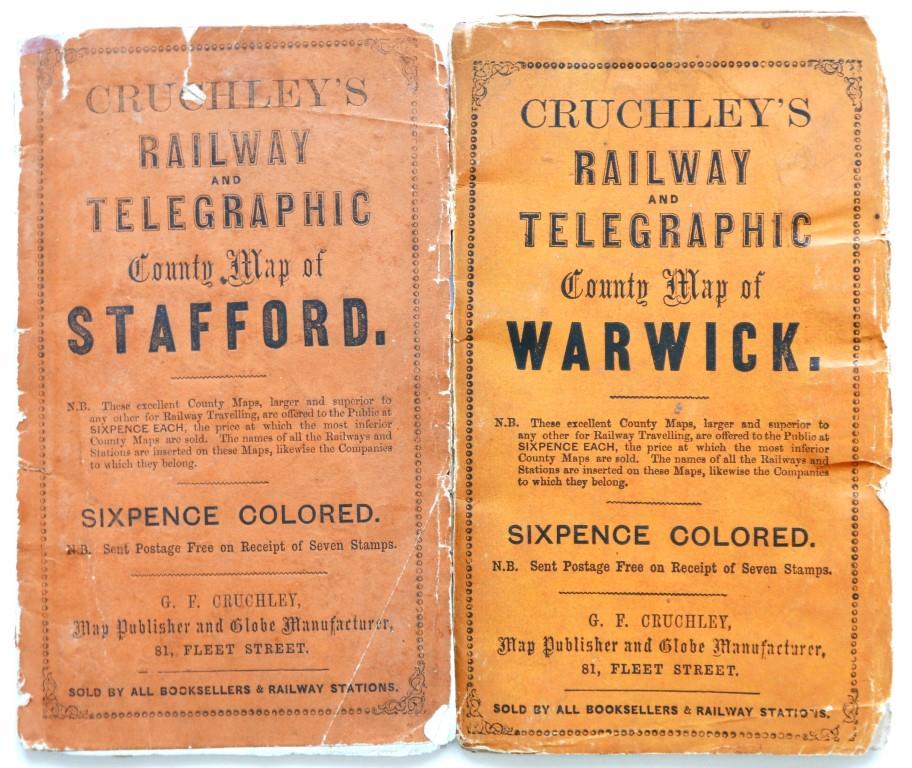 CRUCHLEY'S
RAILWAY
AND
TELEGRAPHIC
County Map of
STAFFORD.
N.B. These excellent County Maps, larger and superior to
any other for Railway Travelling, are offered to the Public at
SIXPENCE EACH, the price at which the most inferior
County Maps are sold. The names of all the Railways and
Stations are inserted on these Maps, likewise the Companies
to which they belong.
SIXPENCE COLORED.
N.B. Sent Postage Free on Receipt of Seven Stamps.
G. F. CRUCHLEY,
Map Publisher and Globe Manufacturer,
81, FLEET STREET.
SOLD BY ALL BOOKSELLERS & RAILWAY STATIONS.
CRUCHLEY'S
RAILWAY
AND
TELEGRAPHIC
County Map of
WARWICK.
N.B. These excellent County Maps, larger and superior to
any other for Railway Travelling, are offered to the Public at
SIXPENCE EACH, the price at which the most inferior
County Maps are sold. The names of all the Railways and
Stations are inserted on these Maps, likewise the Companies
to which they belong.
SIXPENCE COLORED.
N.B. Sent Postage Free on Receipt of Seven Stamps.
G. F. CRUCHLEY,
Map Publisher and Globe Manufacturer,
81, FLEET STREET.
SOLD BY ALL BOOKSELLERS & RAILWAY STATIONS.